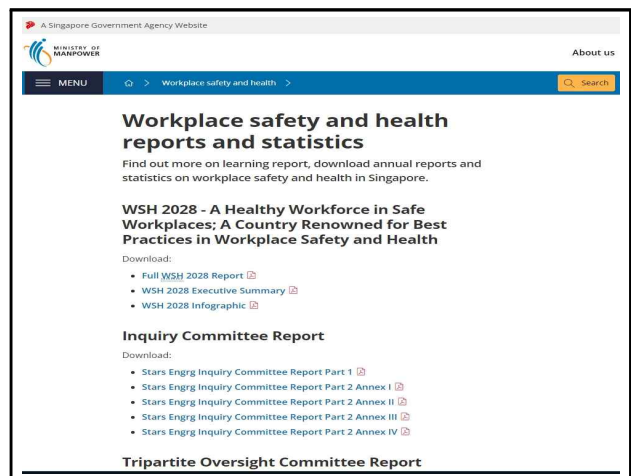 A Singapore Government Agency Website
MINISTRY OF
MANPOWER
About us
MENU
Workplace safety and health
Search
Workplace safety and health
reports and statistics
Find out more on learning report, download annual reports and
statistics on workplace safety and health in Singapore.
WSH 2028 - A Healthy Workforce in Safe
Workplaces; A Country Renowned for Best
Practices in Workplace Safety and Health
Download:
Full WSH 2028 Report
WSH 2028 Executive Summary
WSH 2028 Infographic
Inquiry Committee Report
Download:
Stars Engrg Inquiry Committee Report Part 1
Stars Engrg Inquiry Committee Report Part 2 Annex I
Stars Engrg Inquiry Committee Report Part 2 Annex II
Stars Engrg Inquiry Committee Report Part 2 Annex III
Stars Engrg Inquiry Committee Report Part 2 Annex IV
Tripartite Oversight Committee Report